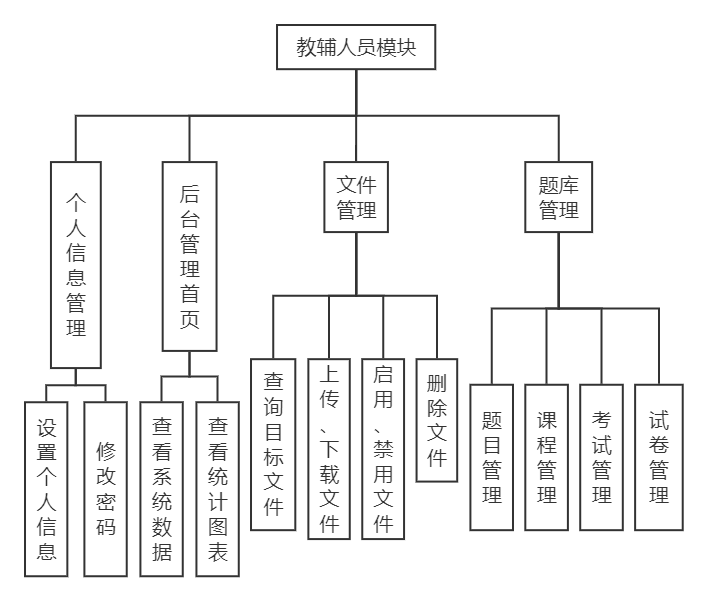 教辅人员模块
个人信息管理
后台管理首页
文件
管理
题库
管理
设置个人信息
修改密码
查看系统数据
查看统计图表
查询目标文件
上传、下载文件
启用、禁用文件
删除文件
题目管理
课程管理
考试管理
试卷管理